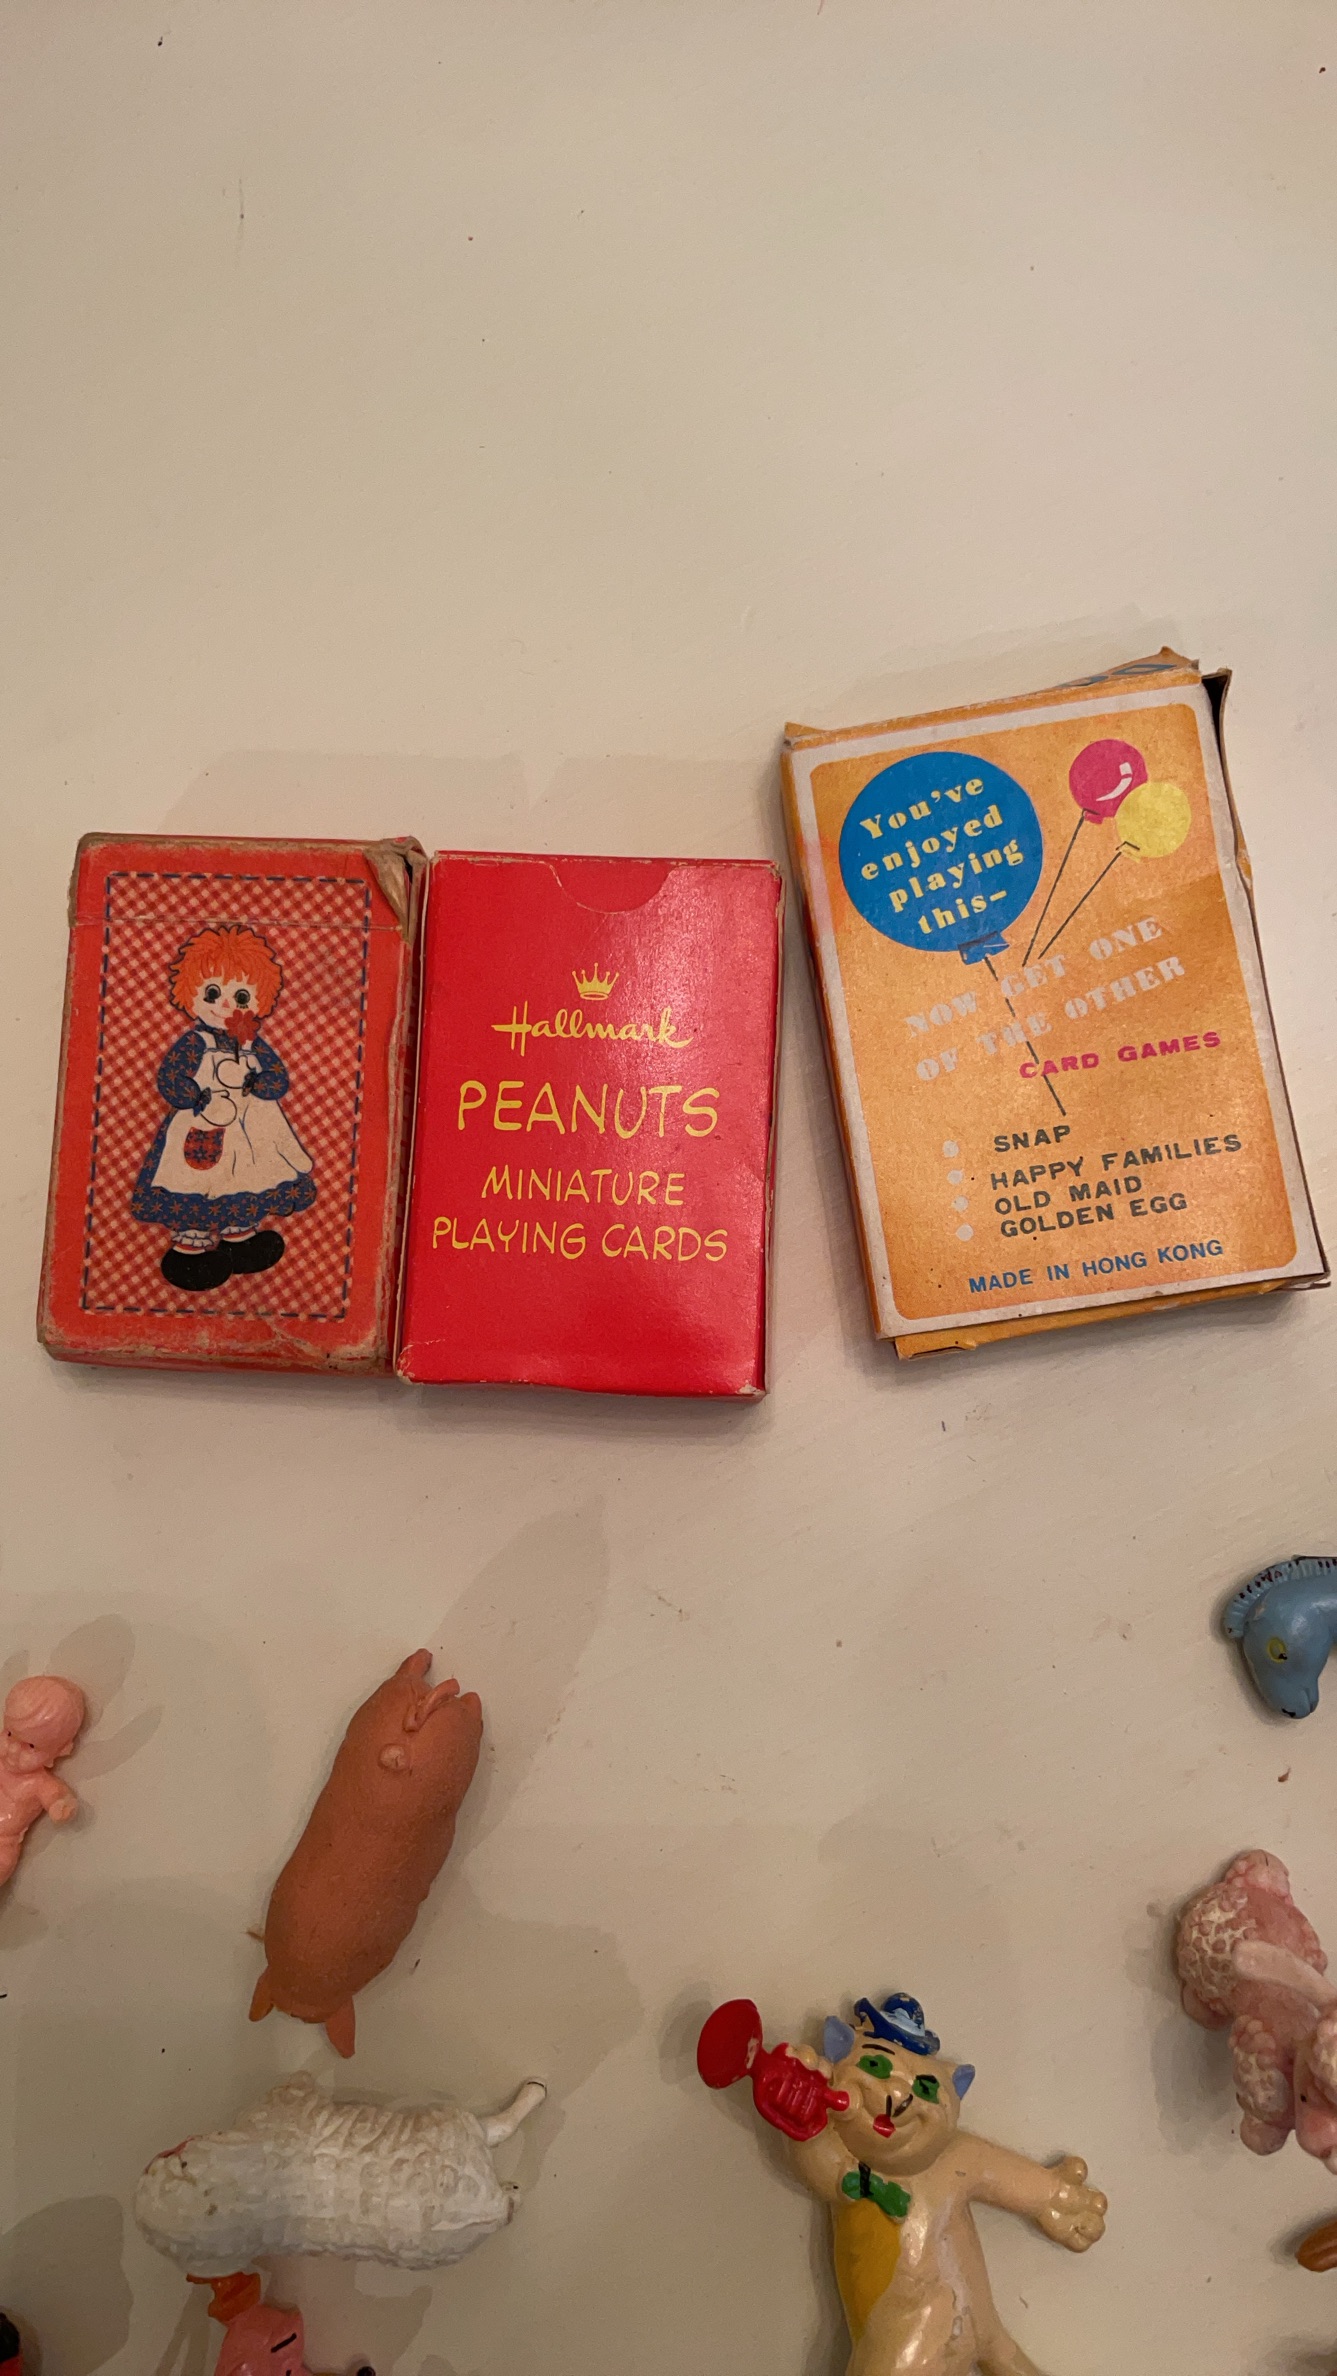 Hallmark
PEANUTS
MINIATURE
PLAYING CARDS
You've
enjoyed
playing
this-
NOW GET ONE
OF THE OTHER
CARD GAMES
SNAP
HAPPY FAMILIES
OLD MAID
GOLDEN EGG
MADE IN HONG KONG